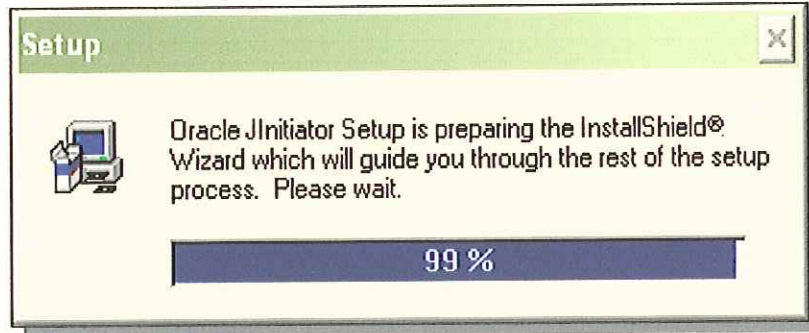 Setup
Oracle JInitiator Setup is preparing the InstallShield®
Wizard which will guide you through the rest of the setup
process.  Please wait.
99 %